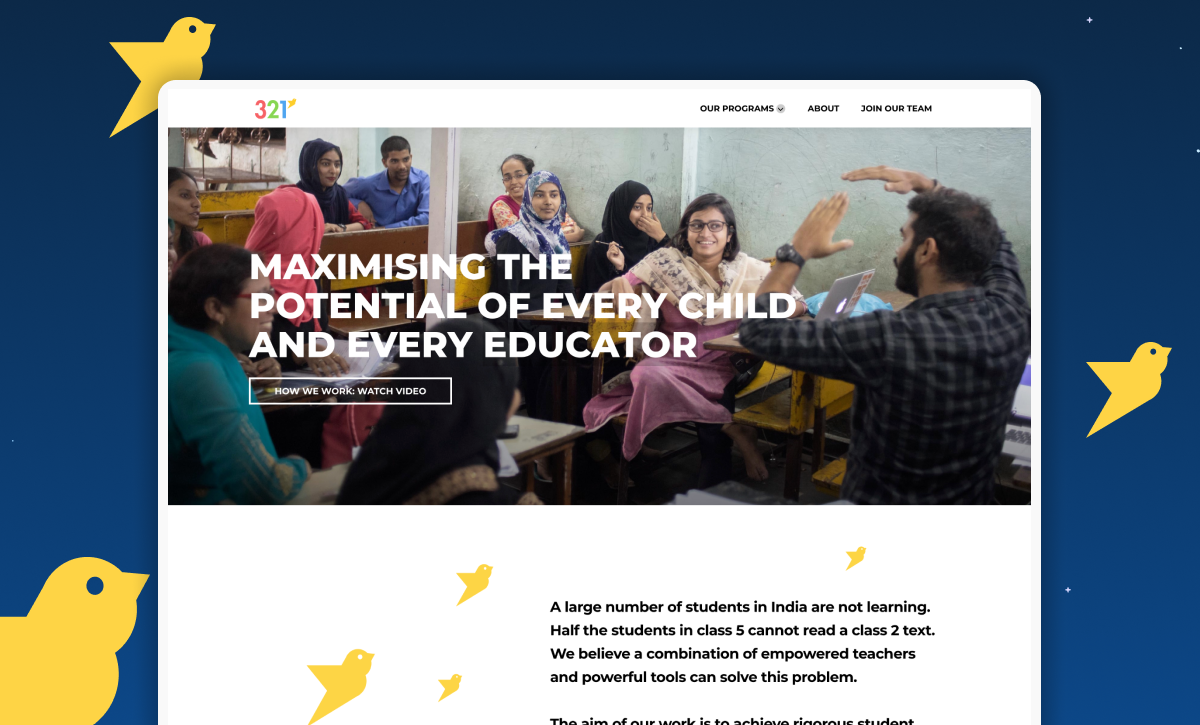 321
OUR PROGRAMS
ABOUT
JOIN OUR TEAM
MAXIMISING THE
POTENTIAL OF EVERY CHILD
AND EVERY EDUCATOR
HOW WE WORK: WATCH VIDEO
A large number of students in India are not learning.
Half the students in class 5 cannot read a class 2 text.
We believe a combination of empowered teachers
and powerful tools can solve this problem.
The aim of our work is to achieve rigorous student